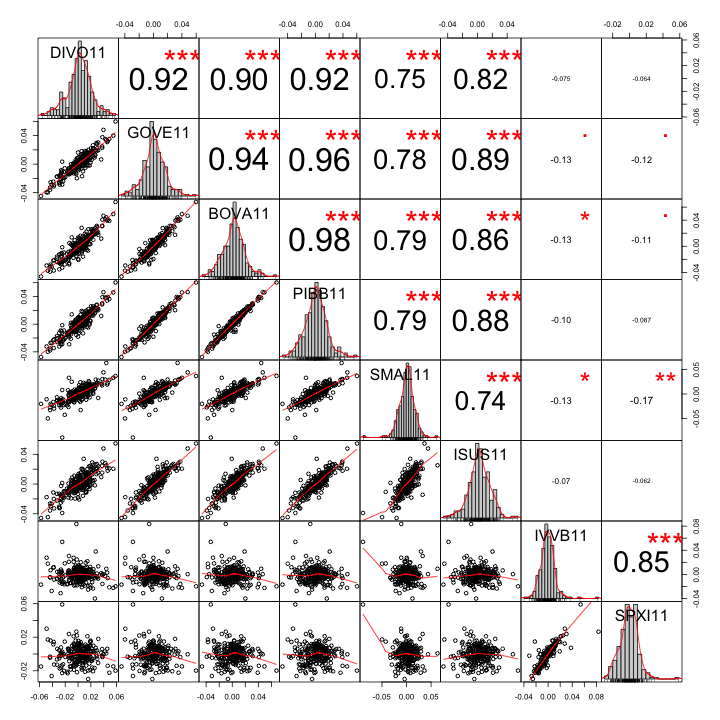 -0.04 0.00 0.04 -0.04 0.00 0.04 -0.04 0.00 0.04 -0.02 0.02 0.06
DIVO11 0.92 *** 0.90 *** 0.92 *** 0.75 *** 0.82 *** -0.075 -0.064 -0.06 -0.02 0.02 0.06
-0.04 0.00 0.04 GOVE11 0.94 *** 0.96 *** 0.78 *** 0.89 *** -0.13 . -0.12 .
BOVA11 0.98 *** 0.79 *** 0.86 *** -0.13 * -0.11 . -0.04 0.00 0.04
-0.04 0.00 0.04 PIBB11 0.79 *** 0.88 *** -0.10 -0.087
SMAL11 0.74 *** -0.13 * -0.17 ** -0.05 0.00 0.05
-0.04 0.00 0.04 ISUS11 -0.07 -0.062
IVVB11 0.85 *** -0.04 0.00 0.04 0.08
-0.02 0.02 0.06 SPXI11
-0.06 -0.02 0.02 0.06 -0.04 0.00 0.04 -0.05 0.00 0.05 -0.04 0.00 0.04 0.08